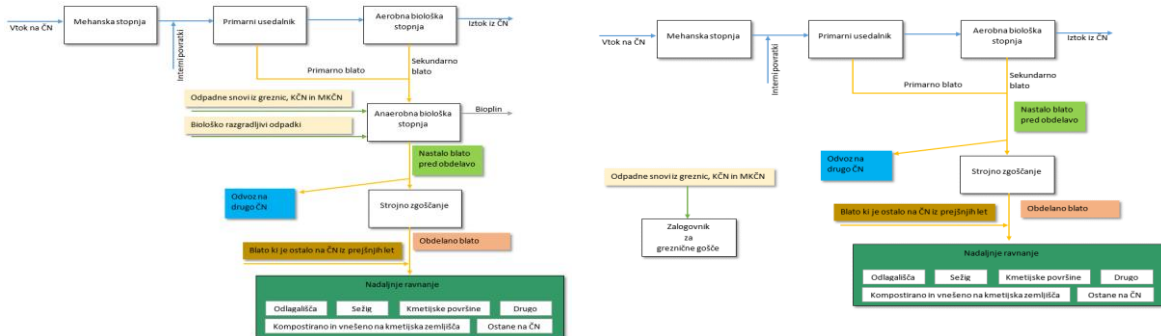 Vtok na ČN
Mehanska stopnja
Interni povratki
Primarni usedalnik
Aerobna biološka
stopnja
Iztok iz ČN
Primarno blato
Sekundarno
blato
Odpadne snovi iz greznic, KČN in MKČN
Biološko razgradljivi odpadki
Anaerobna biološka
stopnja
Bioplin
Nastalo blato
pred obdelavo
Odvoz na
drugo ČN
Strojno zgoščanje
Blato ki je ostalo na ČN iz prejšnjih let
Obdelano blato
Nadaljnje ravnanje
Odlagališča
Sežig
Kmetijske površine
Drugo
Kompostirano in vnešeno na kmetijska zemljišča
Ostane na ČN
Vtok na ČN
Mehanska stopnja
Interni povratki
Primarni usedalnik
Aerobna biološka
stopnja
Iztok iz ČN
Primarno blato
Sekundarno
blato
Nastalo blato
pred obdelavo
Odvoz na
drugo ČN
Strojno zgoščanje
Odpadne snovi iz greznic, KČN in MKČN
Zalogovnik
za
greznične gošče
Blato ki je ostalo na ČN iz prejšnjih let
Obdelano blato
Nadaljnje ravnanje
Odlagališča
Sežig
Kmetijske površine
Drugo
Kompostirano in vnešeno na kmetijska zemljišča
Ostane na ČN